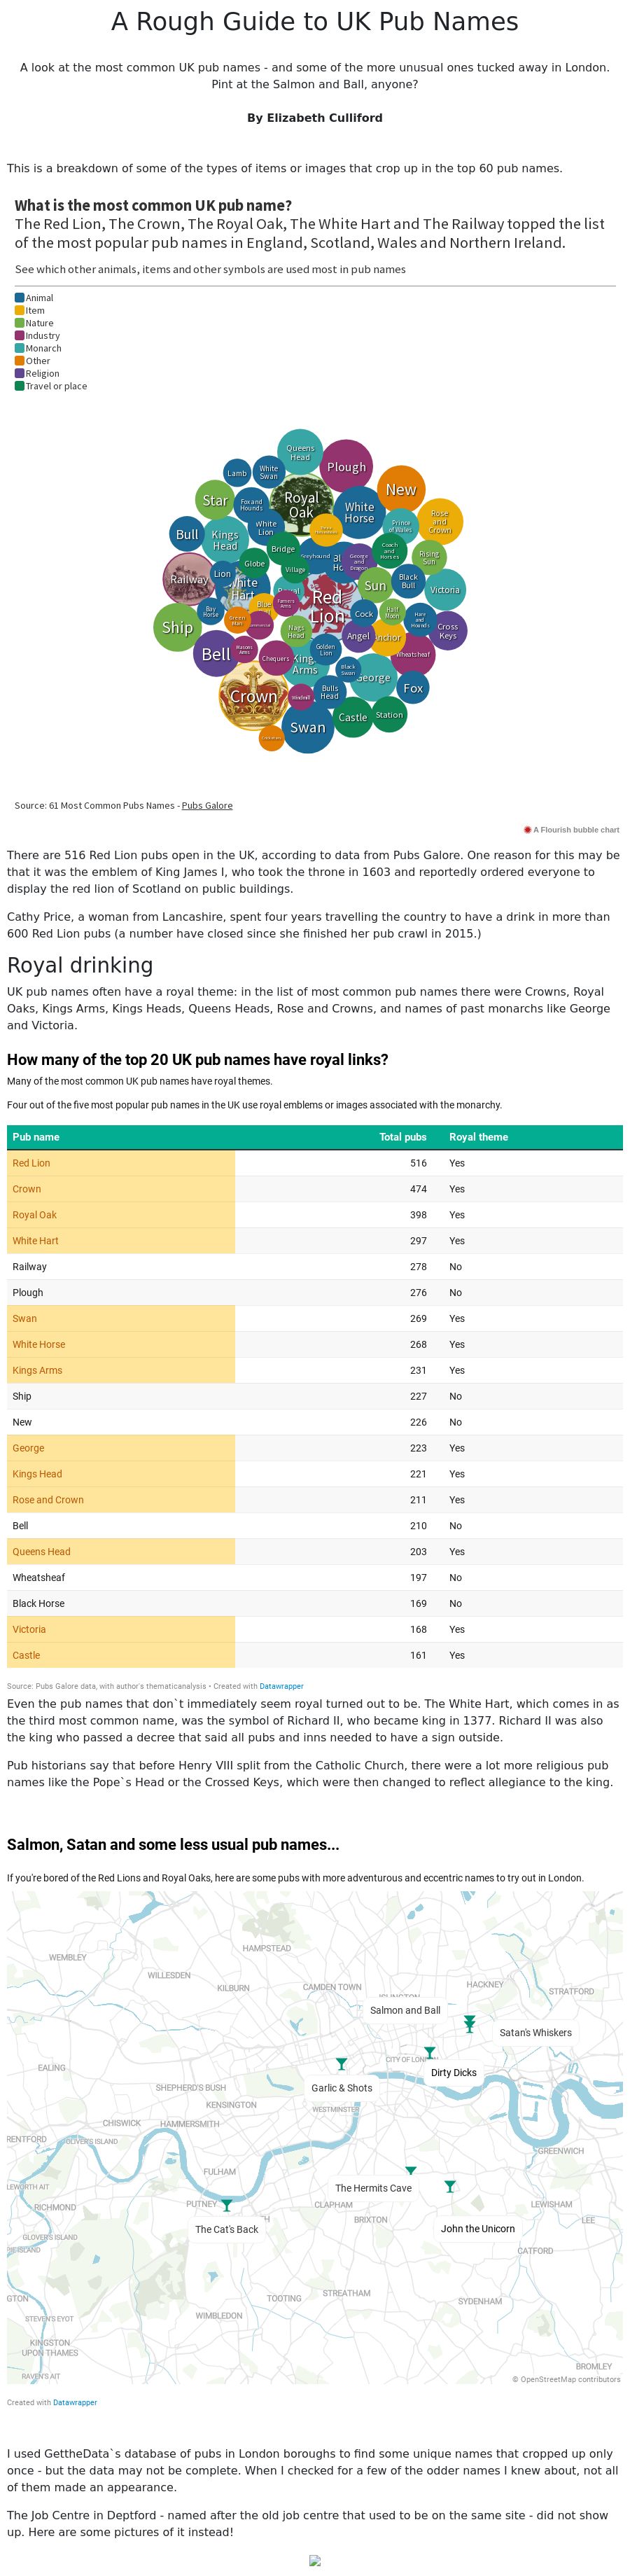 A Rough Guide to UK Pub Names
A look at the most common UK pub names - and some of the more unusual ones tucked away in London.
Pint at the Salmon and Ball, anyone?
By Elizabeth Culliford
This is a breakdown of some of the types of items or images that crop up in the top 60 pub names.
What is the most common UK pub name?
The Red Lion, The Crown, The Royal Oak, The White Hart and The Railway topped the list
of the most popular pub names in England, Scotland, Wales and Northern Ireland.
See which other animals, items and other symbols are used most in pub names
Animal
Item
Nature
Industry
Monarch
Other
Religion
Travel or place
Queens
Head
Plough
Lamb
White
Swan
New
Royal
Oak
Star
Fox and
Hounds
White
Horse
Rose
and
Crown
White
Lion
Prince
of Wales
Bull
Kings
Head
Bridge
Coach
and
Horses
Rising
Sun
Greyhound
George
and
Dragon
Globe
Village
Railway
Lion
White
Hart
Sun
Black
Bull
Victoria
Red
Lion
Farmers
Arms
Bay
Horse
Blue
Cock
Half
Moon
Hare
and
Hounds
Ship
Green
Man
Nags
Head
Angel
Anchor
Cross
Keys
Bell
Masons
Arms
Chequers
Golden
Lion
Wheatsheaf
Kings
Arms
Black
Swan
George
Fox
Crown
Windmill
Bulls
Head
Castle
Station
Swan
Source: 61 Most Common Pubs Names - Pubs Galore
A Flourish bubble chart
There are 516 Red Lion pubs open in the UK, according to data from Pubs Galore. One reason for this may be
that it was the emblem of King James I, who took the throne in 1603 and reportedly ordered everyone to
display the red lion of Scotland on public buildings.
Cathy Price, a woman from Lancashire, spent four years travelling the country to have a drink in more than
600 Red Lion pubs (a number have closed since she finished her pub crawl in 2015.)
Royal drinking
UK pub names often have a royal theme: in the list of most common pub names there were Crowns, Royal
Oaks, Kings Arms, Kings Heads, Queens Heads, Rose and Crowns, and names of past monarchs like George
and Victoria.
How many of the top 20 UK pub names have royal links?
Many of the most common UK pub names have royal themes.
Four out of the five most popular pub names in the UK use royal emblems or images associated with the monarchy.
Pub name Total pubs Royal theme
Red Lion 516 Yes
Crown 474 Yes
Royal Oak 398 Yes
White Hart 297 Yes
Railway 278 No
Plough 276 No
Swan 269 Yes
White Horse 268 Yes
Kings Arms 231 Yes
Ship 227 No
New 226 No
George 223 Yes
Kings Head 221 Yes
Rose and Crown 211 Yes
Bell 210 No
Queens Head 203 Yes
Wheatsheaf 197 No
Black Horse 169 No
Victoria 168 Yes
Castle 161 Yes
Source: Pubs Galore data, with author's thematicanalysis • Created with Datawrapper
Even the pub names that don`t immediately seem royal turned out to be. The White Hart, which comes in as
the third most common name, was the symbol of Richard II, who became king in 1377. Richard II was also
the king who passed a decree that said all pubs and inns needed to have a sign outside.
Pub historians say that before Henry VIII split from the Catholic Church, there were a lot more religious pub
names like the Pope`s Head or the Crossed Keys, which were then changed to reflect allegiance to the king.
Salmon, Satan and some less usual pub names...
If you're bored of the Red Lions and Royal Oaks, here are some pubs with more adventurous and eccentric names to try out in London.
HAMPSTEAD
WEMBLEY
WILLESDEN
KILBURN
CAMDEN TOWN
HACKNEY
STRATFORD
ISLINGTON
Salmon and Ball
Satan's Whiskers
CITY OF LONDON
EALING
Dirty Dicks
SHEPHERD'S BUSH
Garlic & Shots
KENSINGTON
WESTMINSTER
CHISWICK
HAMMERSMITH
RENTFORD
OLIVER'S ISLAND
GREENWICH
FULHAM
LEWORTH AIT
The Hermits Cave
RICHMOND
PUTNEY
CLAPHAM
LEWISHAM
BRIXTON
LEE
The Cat's Back
John the Unicorn
GLOVER'S ISLAND
RIE ISLAND
CATFORD
STREATHAM
GTON
TOOTING
SYDENHAM
WIMBLEDON
STEVEN'S EYOT
KINGSTON
UPON THAMES
BROMLEY
RAVEN'S AIT
© OpenStreetMap contributors
Created with Datawrapper
I used GettheData`s database of pubs in London boroughs to find some unique names that cropped up only
once - but the data may not be complete. When I checked for a few of the odder names I knew about, not all
of them made an appearance.
The Job Centre in Deptford - named after the old job centre that used to be on the same site - did not show
up. Here are some pictures of it instead!